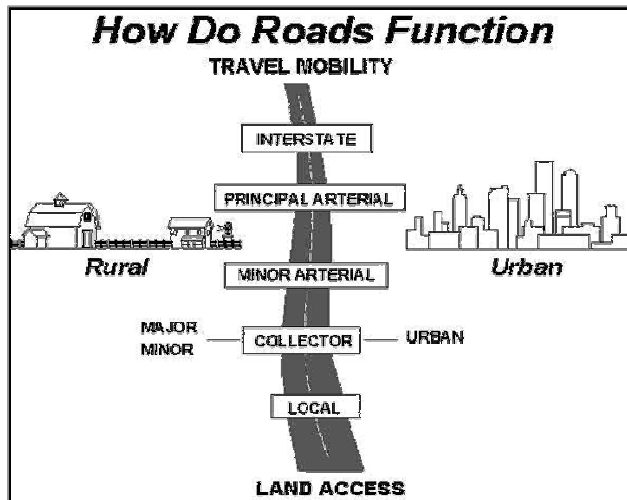 How Do Roads Function
TRAVEL MOBILITY
INTERSTATE
PRINCIPAL ARTERIAL
Rural
Urban
MINOR ARTERIAL
MAJOR
MINOR
COLLECTOR
URBAN
LOCAL
LAND ACCESS